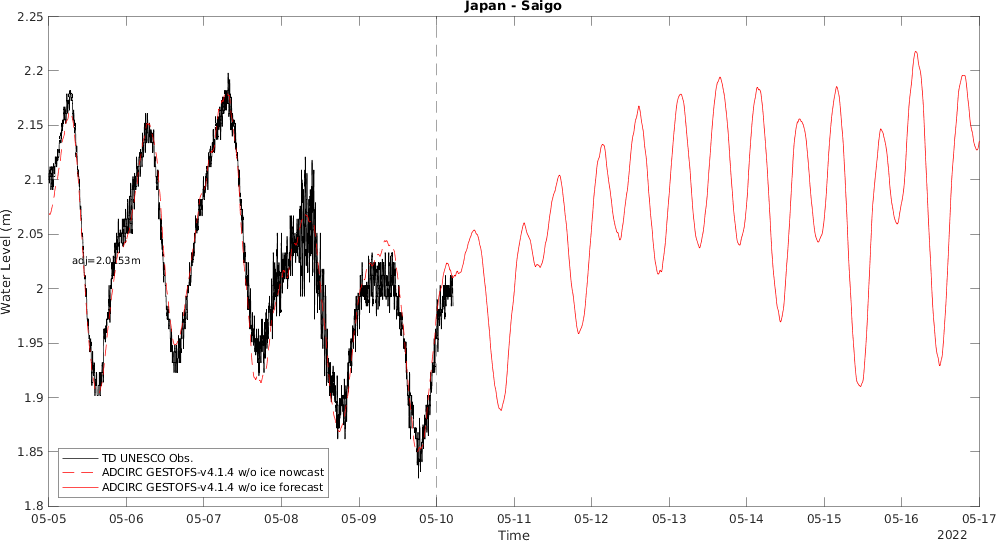 Japan - Saigo
2.25
2.2
2.15
2.1
2.05
2
1.95
1.9
1.85
1.8
Water Level (m)
adj=2.0153m
TD UNESCO Obs.
ADCIRC GESTOFS-v4.1.4 w/o ice nowcast
ADCIRC GESTOFS-v4.1.4 w/o ice forecast
05-05 05-06 05-07 05-08 05-09 05-10 05-11 05-12 05-13 05-14 05-15 05-16 05-17
Time
2022